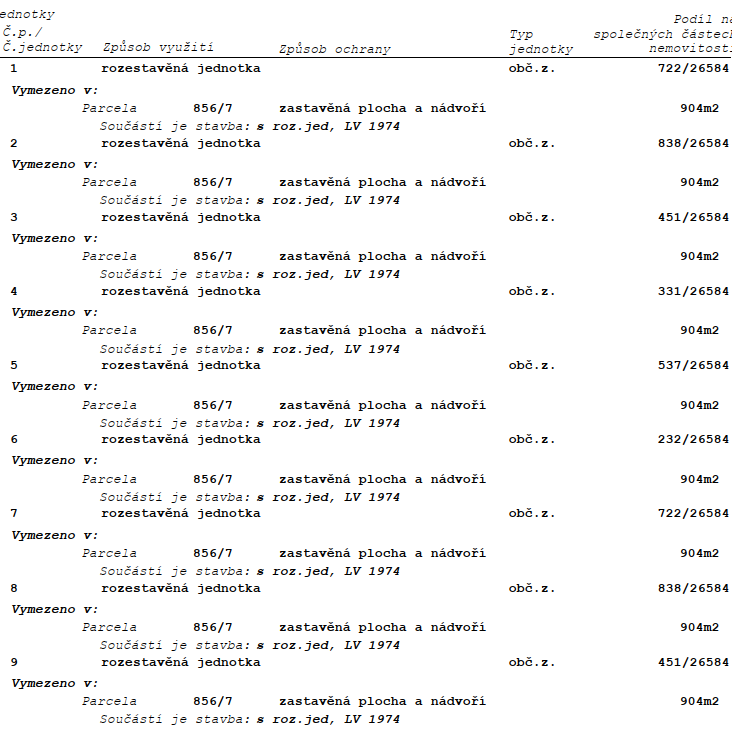 ednotky
Č.p./ Podíl na
Č.jednotky Způsob využití Způsob ochrany Typ jednotky společných částech nemovitosti
1 rozestavěná jednotka obč.z. 722/26584
Vymezeno v:
Parcela 856/7 zastavěná plocha a nádvoří 904m2
Součástí je stavba: s roz.jed, LV 1974
2 rozestavěná jednotka obč.z. 838/26584
Vymezeno v:
Parcela 856/7 zastavěná plocha a nádvoří 904m2
Součástí je stavba: s roz.jed, LV 1974
3 rozestavěná jednotka obč.z. 451/26584
Vymezeno v:
Parcela 856/7 zastavěná plocha a nádvoří 904m2
Součástí je stavba: s roz.jed, LV 1974
4 rozestavěná jednotka obč.z. 331/26584
Vymezeno v:
Parcela 856/7 zastavěná plocha a nádvoří 904m2
Součástí je stavba: s roz.jed, LV 1974
5 rozestavěná jednotka obč.z. 537/26584
Vymezeno v:
Parcela 856/7 zastavěná plocha a nádvoří 904m2
Součástí je stavba: s roz.jed, LV 1974
6 rozestavěná jednotka obč.z. 232/26584
Vymezeno v:
Parcela 856/7 zastavěná plocha a nádvoří 904m2
Součástí je stavba: s roz.jed, LV 1974
7 rozestavěná jednotka obč.z. 722/26584
Vymezeno v:
Parcela 856/7 zastavěná plocha a nádvoří 904m2
Součástí je stavba: s roz.jed, LV 1974
8 rozestavěná jednotka obč.z. 838/26584
Vymezeno v:
Parcela 856/7 zastavěná plocha a nádvoří 904m2
Součástí je stavba: s roz.jed, LV 1974
9 rozestavěná jednotka obč.z. 451/26584
Vymezeno v:
Parcela 856/7 zastavěná plocha a nádvoří 904m2
Součástí je stavba: s roz.jed, LV 1974